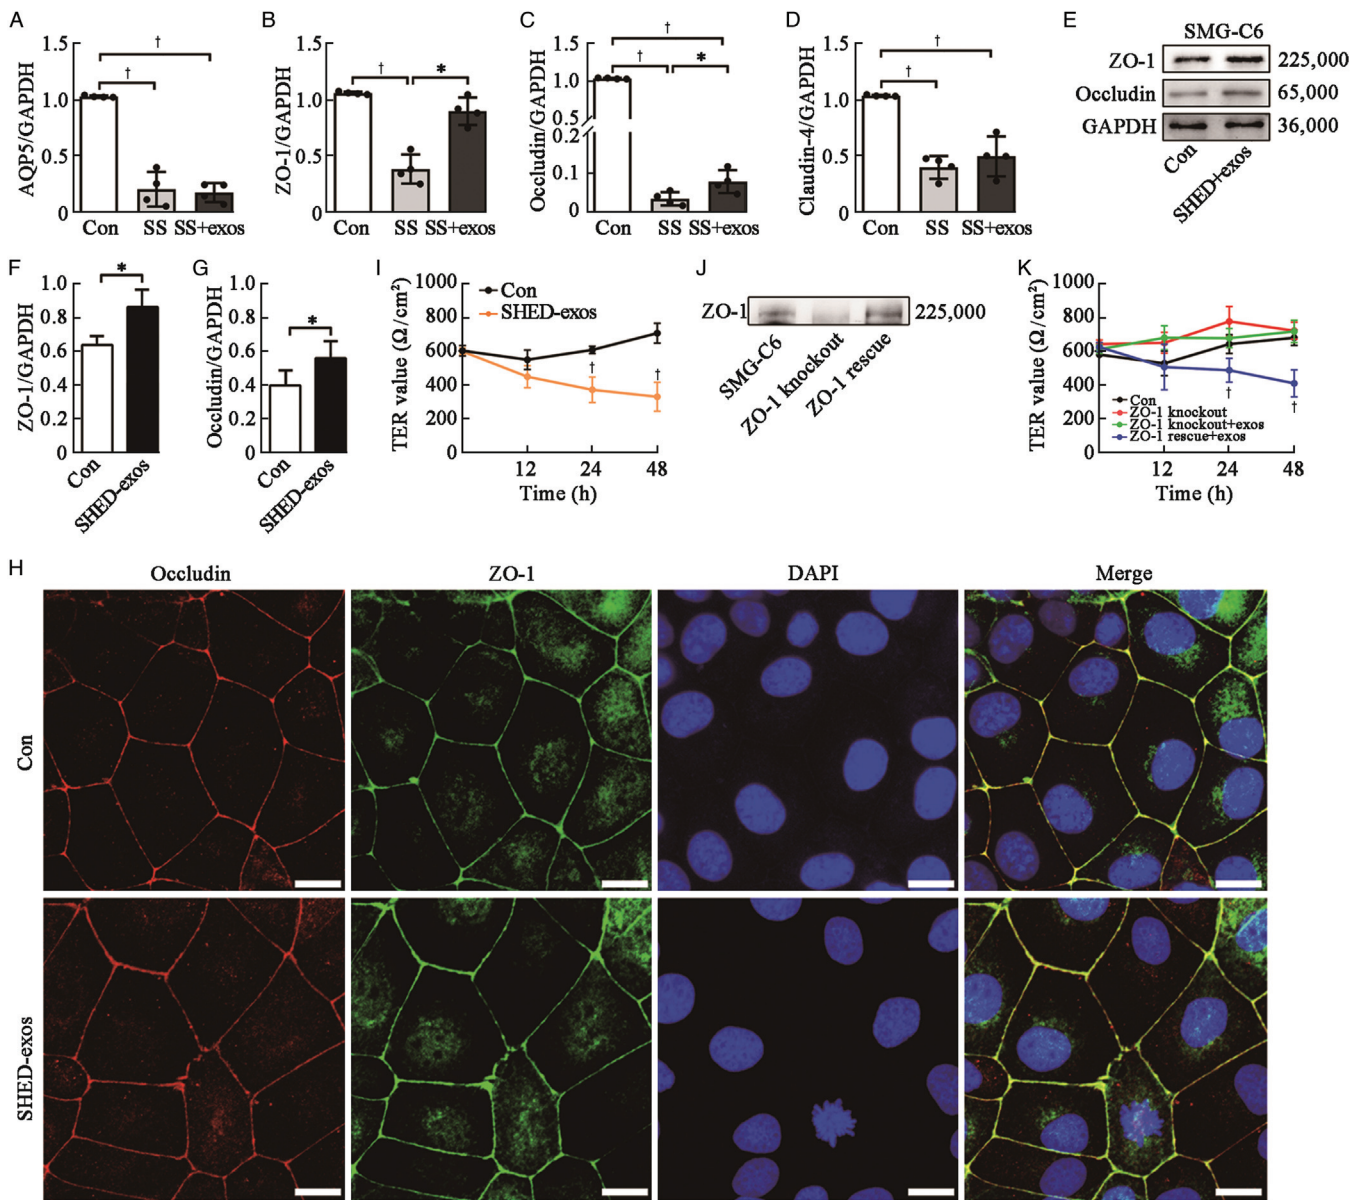 A
AQP5/GAPDH
1.5
1.0
0.5
0
†
†
Con SS SS+exos
B
ZO-1/GAPDH
1.5
1.0
0.5
0
†
*
Con SS SS+exos
C
Occludin/GAPDH
1.5
1.0
0.5
0.2
0.1
0
†
†
*
Con SS SS+exos
D
Claudin-4/GAPDH
1.5
1.0
0.5
0
†
†
Con SS SS+exos
E
SMG-C6
ZO-1 225,000
Occludin 65,000
GAPDH 36,000
Con
SHED+exos
F
ZO-1/GAPDH
1.0
0.8
0.6
0.4
0.2
0
*
Con
SHED-exos
G
Occludin/GAPDH
1.0
0.8
0.6
0.4
0.2
0
*
Con
SHED-exos
I
TER value (Ω/cm²)
1000
800
600
400
200
0
Con
SHED-exos
†
†
12 24 48
Time (h)
J
ZO-1 225,000
SMG-C6
ZO-1 knockout
ZO-1 rescue
K
TER value (Ω/cm²)
1000
800
600
400
200
0
†
†
Con
ZO-1 knockout
ZO-1 knockout+exos
ZO-1 rescue+exos
12 24 48
Time (h)
H
Occludin ZO-1 DAPI Merge
Con
SHED-exos